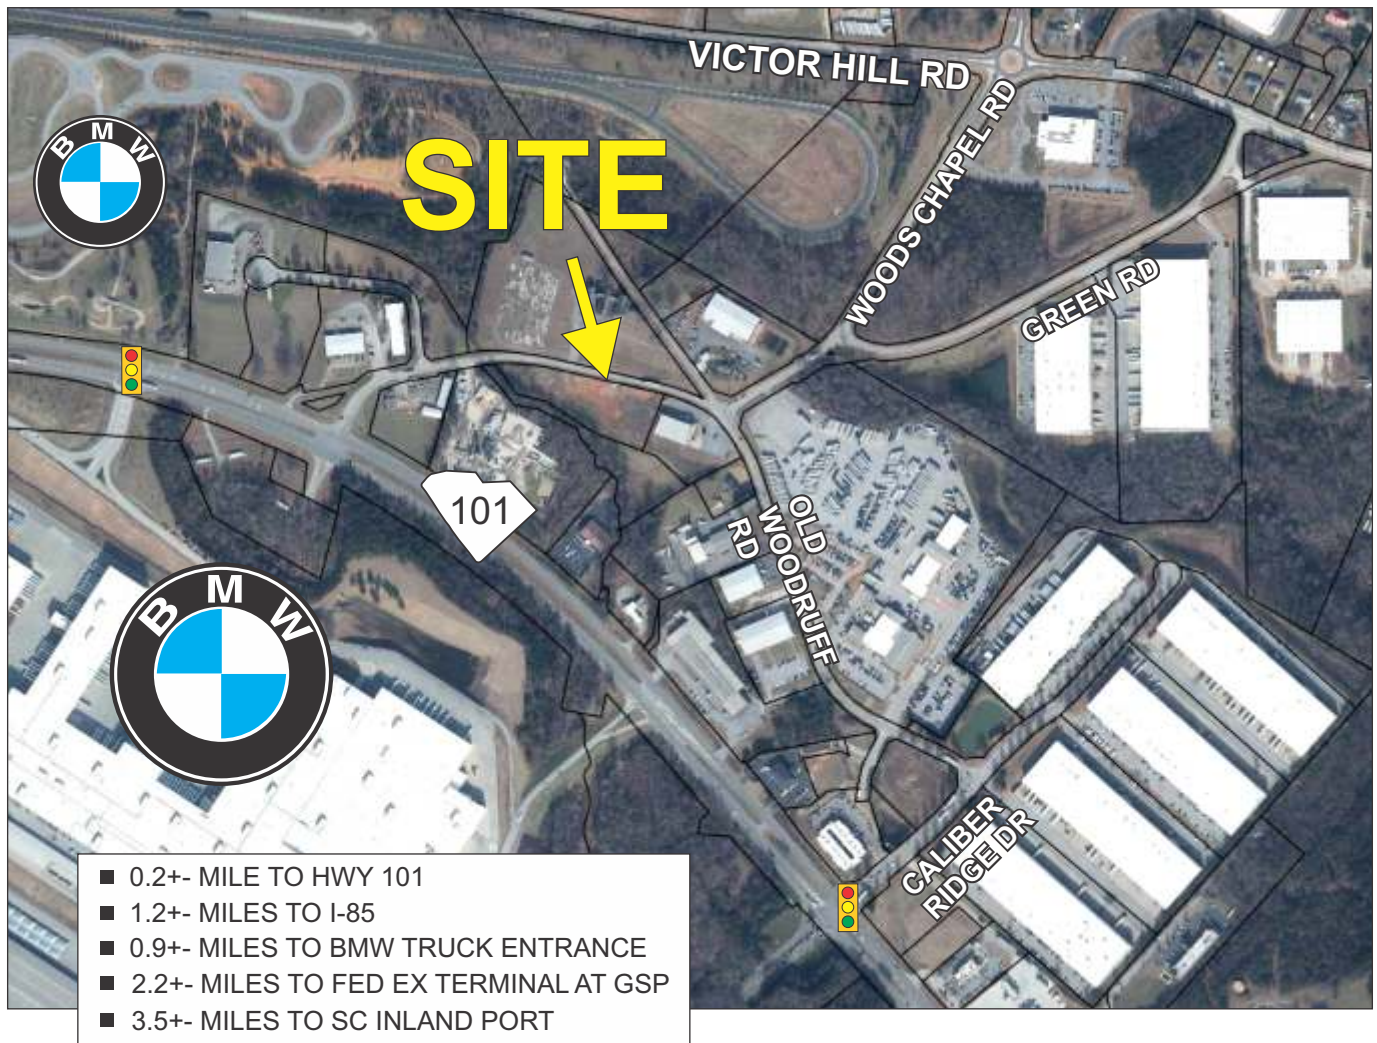 VICTOR HILL RD
BMW
SITE
WOODS CHAPEL RD
GREEN RD
101
OLD
WOODRUFF
RD
BMW
CALIBER
RIDGE DR
■ 0.2+- MILE TO HWY 101
■ 1.2+- MILES TO I-85
■ 0.9+- MILES TO BMW TRUCK ENTRANCE
■ 2.2+- MILES TO FED EX TERMINAL AT GSP
■ 3.5+- MILES TO SC INLAND PORT